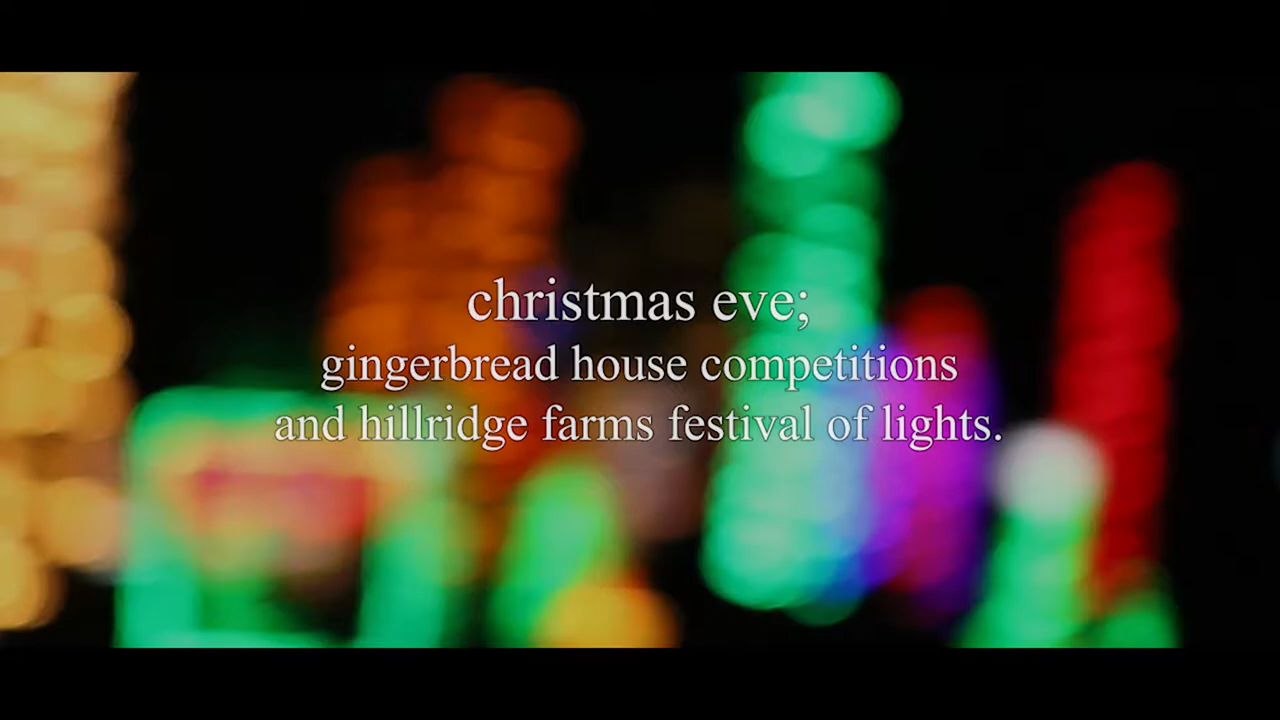 christmas eve;
gingerbread house competitions
and hillridge farms festival of lights.